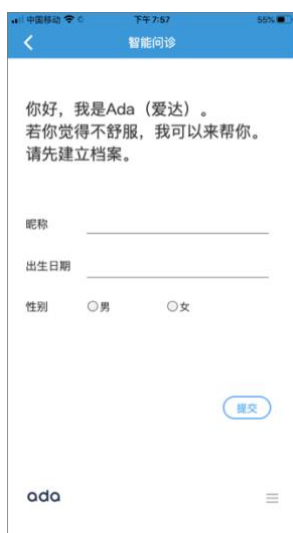 中国移动 下午7:57 55%
智能问诊
你好，我是Ada（爱达）。
若你觉得不舒服，我可以来帮你。
请先建立档案。
昵称
出生日期
性别 男 女
提交
ada